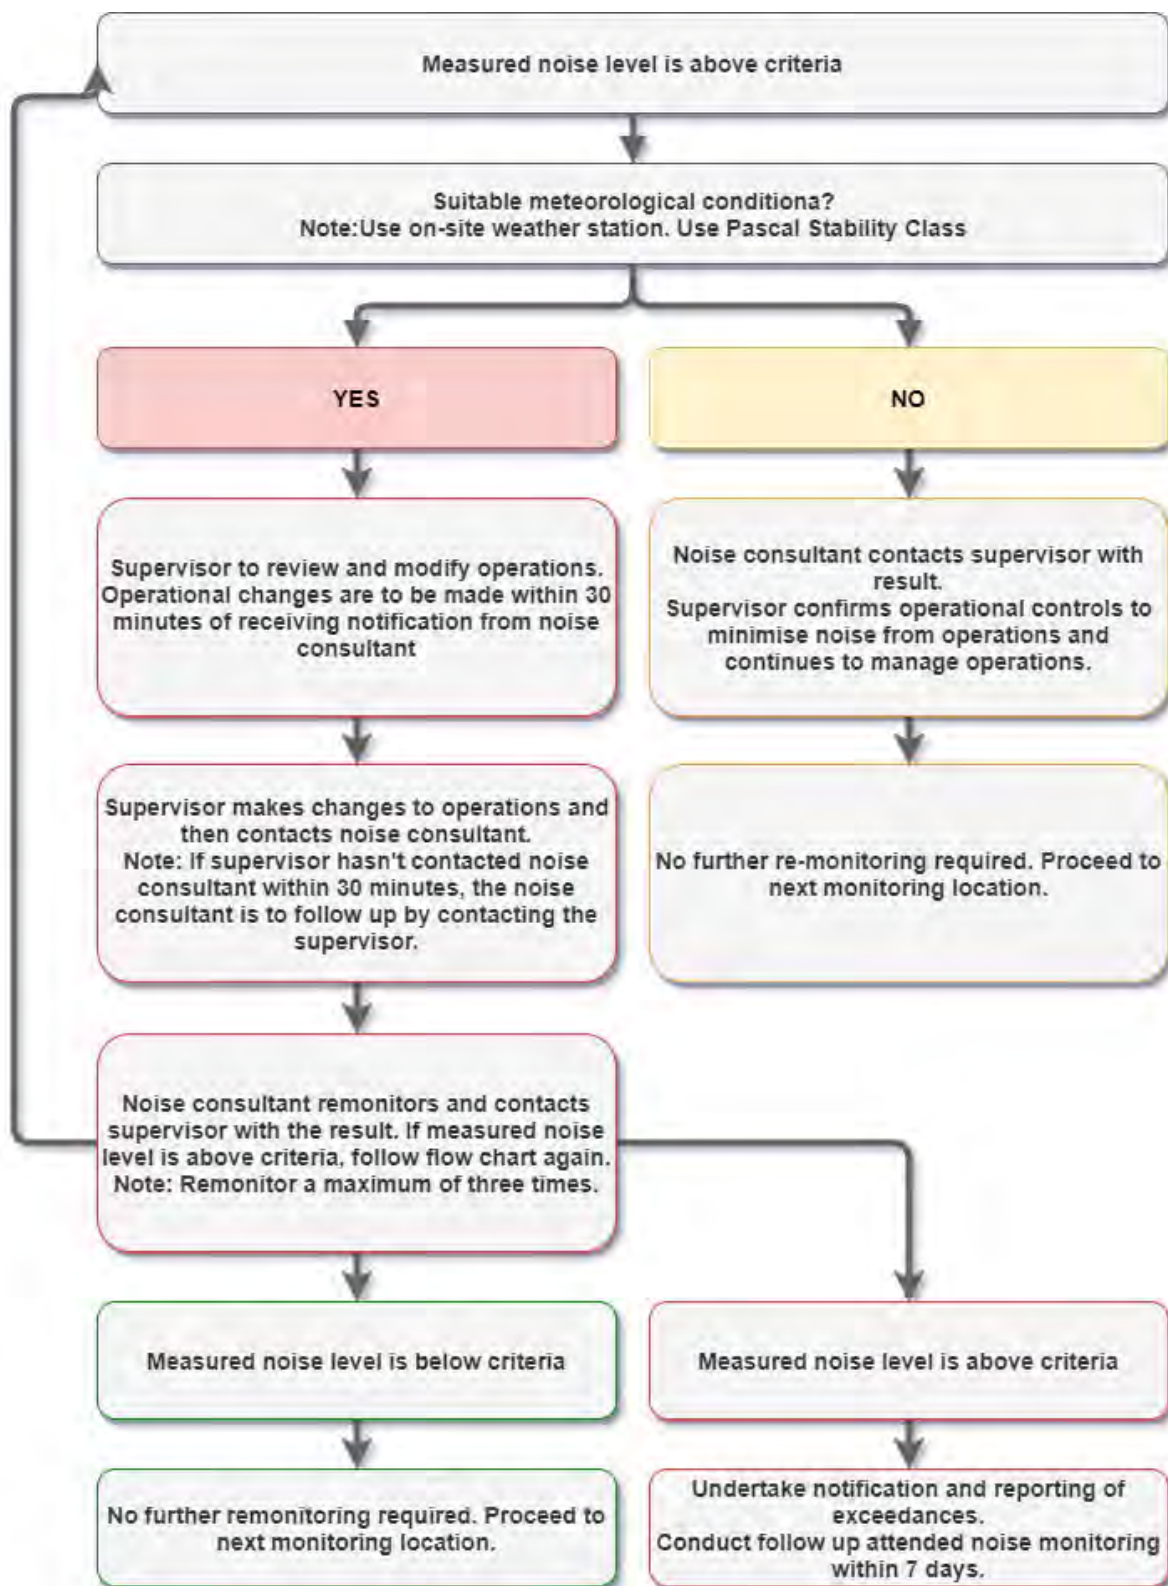 Measured noise level is above criteria
Suitable meteorological conditiona?
Note:Use on-site weather station. Use Pascal Stability Class
YES
NO
Supervisor to review and modify operations.
Operational changes are to be made within 30
minutes of receiving notification from noise
consultant
Noise consultant contacts supervisor with
result.
Supervisor confirms operational controls to
minimise noise from operations and
continues to manage operations.
Supervisor makes changes to operations and
then contacts noise consultant.
Note: If supervisor hasn't contacted noise
consultant within 30 minutes, the noise
consultant is to follow up by contacting the
supervisor.
No further re-monitoring required. Proceed to
next monitoring location.
Noise consultant remonitors and contacts
supervisor with the result. If measured noise
level is above criteria, follow flow chart again.
Note: Remonitor a maximum of three times.
Measured noise level is below criteria
Measured noise level is above criteria
No further remonitoring required. Proceed to
next monitoring location.
Undertake notification and reporting of
exceedances.
Conduct follow up attended noise monitoring
within 7 days.